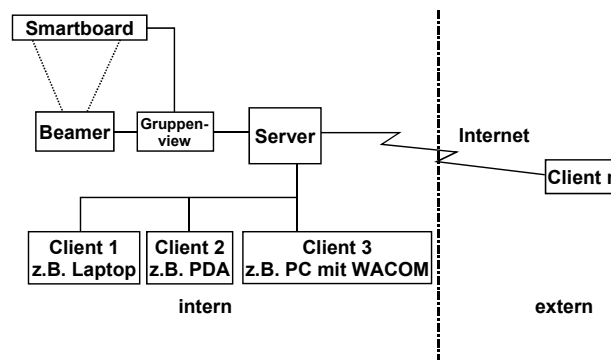 Smartboard
Beamer
Gruppen-
view
Server
Internet
Client n
Client 1
z.B. Laptop
Client 2
z.B. PDA
Client 3
z.B. PC mit WACOM
intern
extern